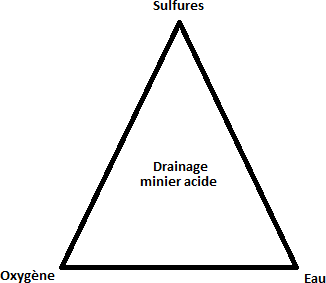 Sulfures
Drainage
minier acide
Oxygène
Eau